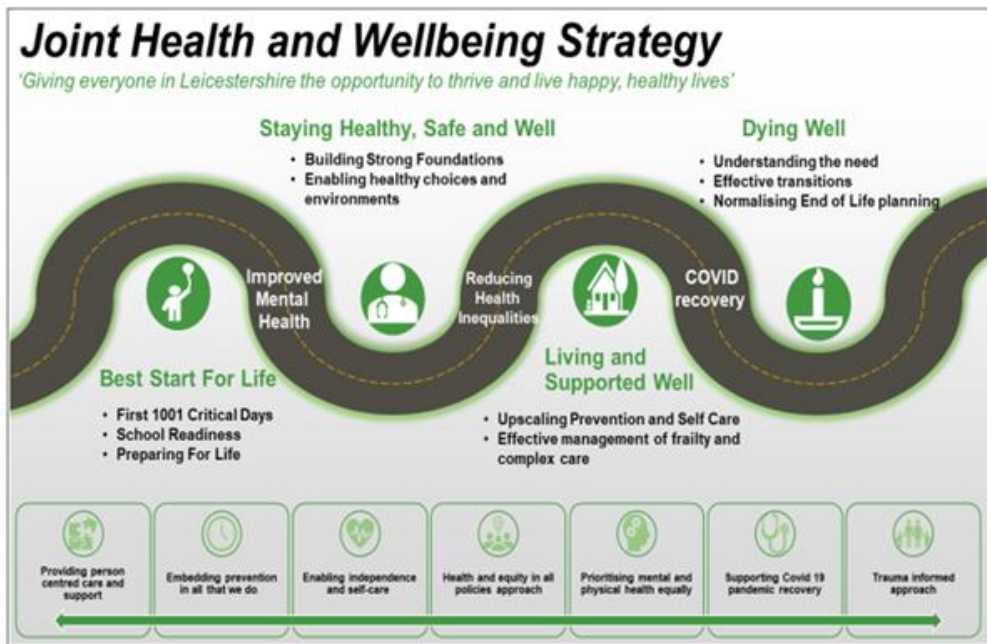 Joint Health and Wellbeing Strategy
'Giving everyone in Leicestershire the opportunity to thrive and live happy, healthy lives'
Staying Healthy, Safe and Well
• Building Strong Foundations
• Enabling healthy choices and
environments
Dying Well
• Understanding the need
• Effective transitions
• Normalising End of Life planning
Improved
Mental
Health
Reducing
Health
Inequalities
COVID
recovery
Best Start For Life
• First 1001 Critical Days
• School Readiness
• Preparing For Life
Living and
Supported Well
• Upscaling Prevention and Self Care
• Effective management of frailty and
complex care
Providing person
centred care and
support
Embedding prevention
in all that we do
Enabling independence
and self-care
Health and equity in all
policies approach
Prioritising mental and
physical health equally
Supporting Covid 19
pandemic recovery
Trauma informed
approach